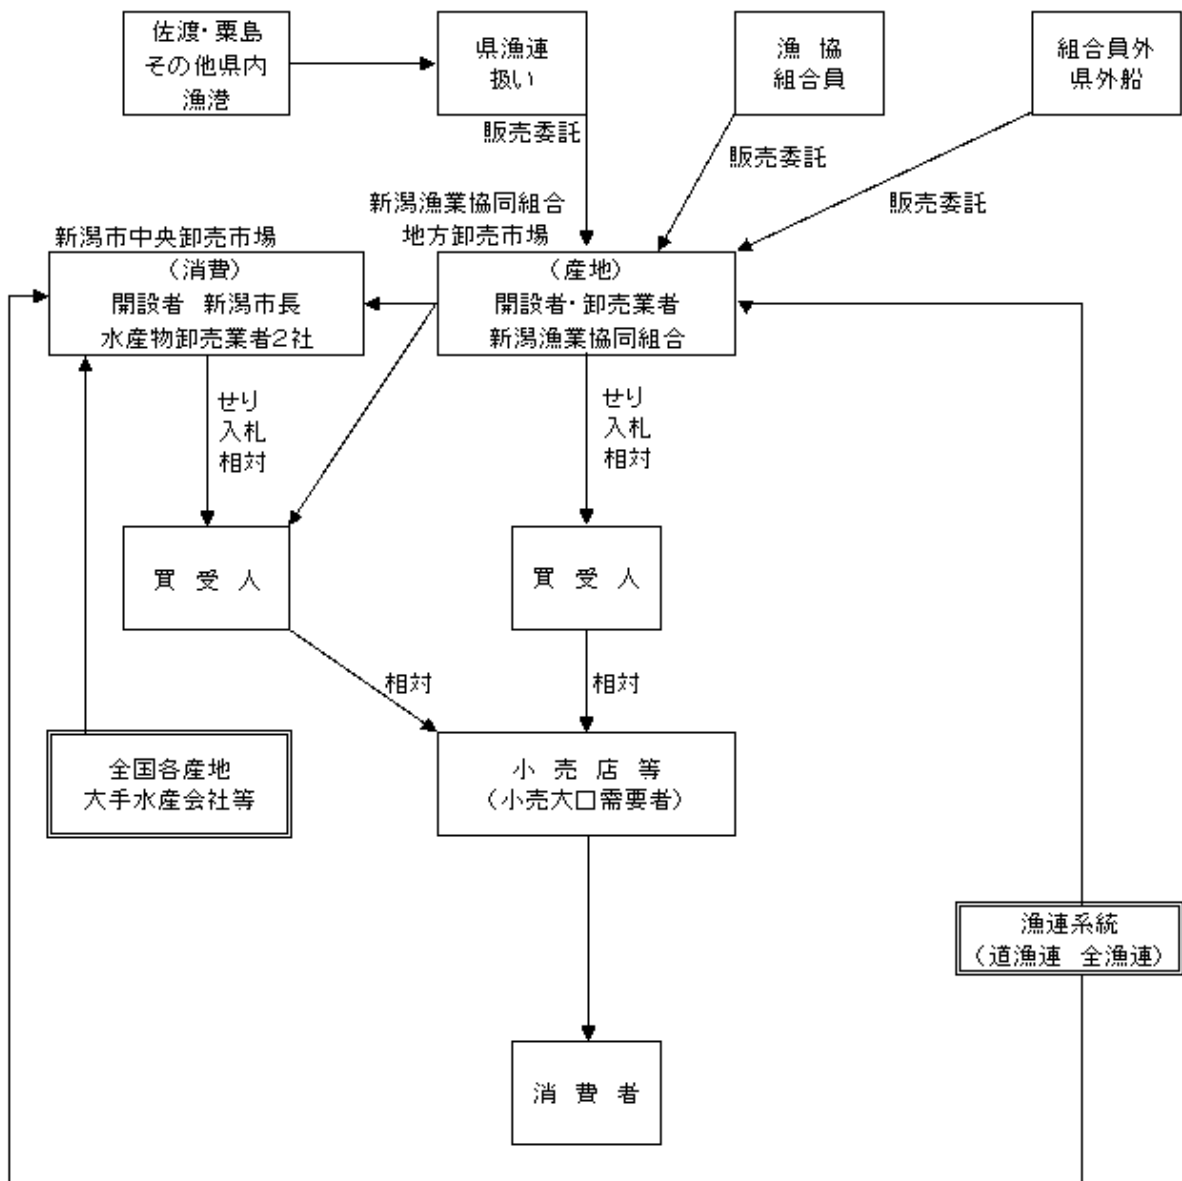 佐渡・粟島
その他県内
漁港
県漁連
扱い
漁 協
組合員
組合員外
県外船
販売委託
販売委託
販売委託
新潟漁業協同組合
地方卸売市場
新潟市中央卸売市場
(消費)
開設者 新潟市長
水産物卸売業者2社
(産地)
開設者・卸売業者
新潟漁業協同組合
せり
入札
相対
せり
入札
相対
買 受 人
買 受 人
相対
相対
全国各産地
大手水産会社等
小 売 店 等
(小売大口需要者)
漁連系統
(道漁連 全漁連)
消 費 者